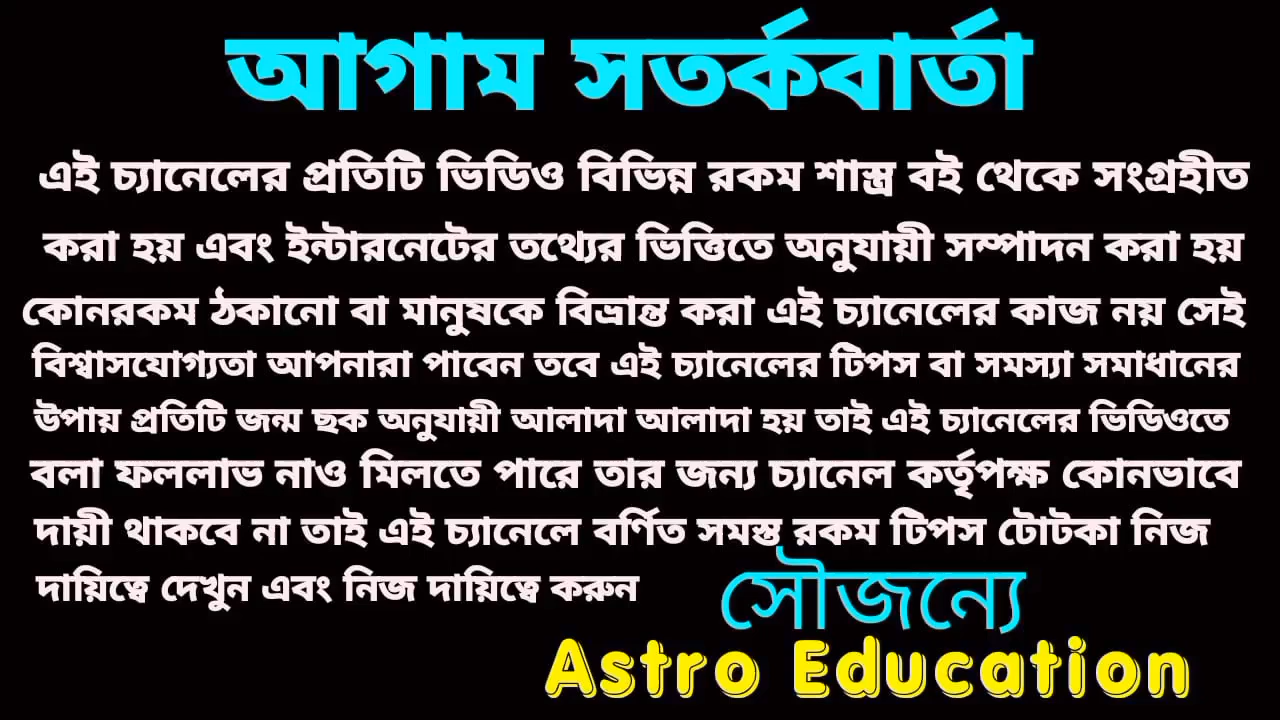 আগাম সতর্কবার্তা
এই চ্যানেলের প্রতিটি ভিডিও বিভিন্ন রকম শাস্ত্র বই থেকে সংগ্রহীত
করা হয় এবং ইন্টারনেটের তথ্যের ভিত্তিতে অনুযায়ী সম্পাদন করা হয়
কোনরকম ঠকানো বা মানুষকে বিভ্রান্ত করা এই চ্যানেলের কাজ নয় সেই
বিশ্বাসযোগ্যতা আপনারা পাবেন তবে এই চ্যানেলের টিপস বা সমস্যা সমাধানের
উপায় প্রতিটি জন্ম ছক অনুযায়ী আলাদা আলাদা হয় তাই এই চ্যানেলের ভিডিওতে
বলা ফললাভ নাও মিলতে পারে তার জন্য চ্যানেল কর্তৃপক্ষ কোনভাবে
দায়ী থাকবে না তাই এই চ্যানেলে বর্ণিত সমস্ত রকম টিপস টোটকা নিজ
দায়িত্বে দেখুন এবং নিজ দায়িত্বে করুন
সৌজন্যে
Astro Education